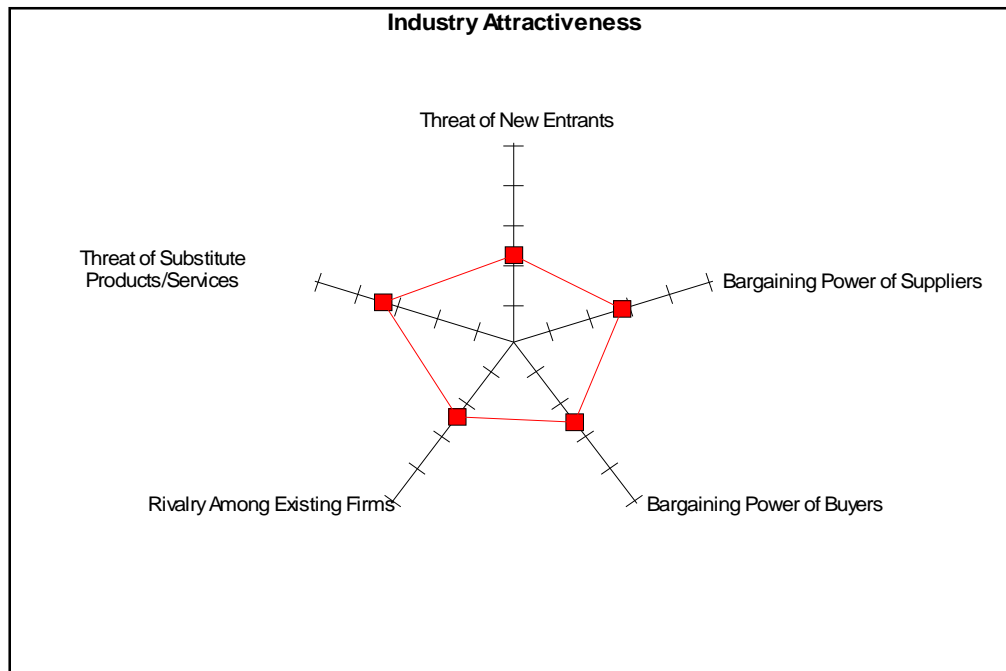 Industry Attractiveness
Threat of New Entrants
Threat of Substitute
Products/Services
Bargaining Power of Suppliers
Rivalry Among Existing Firms
Bargaining Power of Buyers